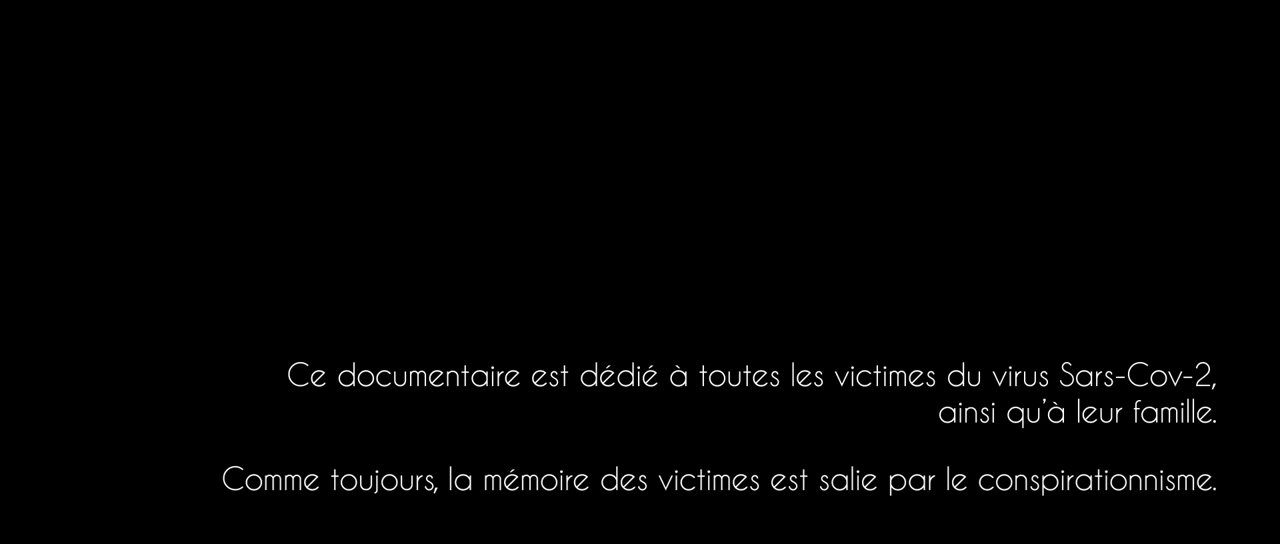 Ce documentaire est dédié à toutes les victimes du virus Sars-Cov-2,
ainsi qu'à leur famille.
Comme toujours, la mémoire des victimes est salie par le conspirationnisme.